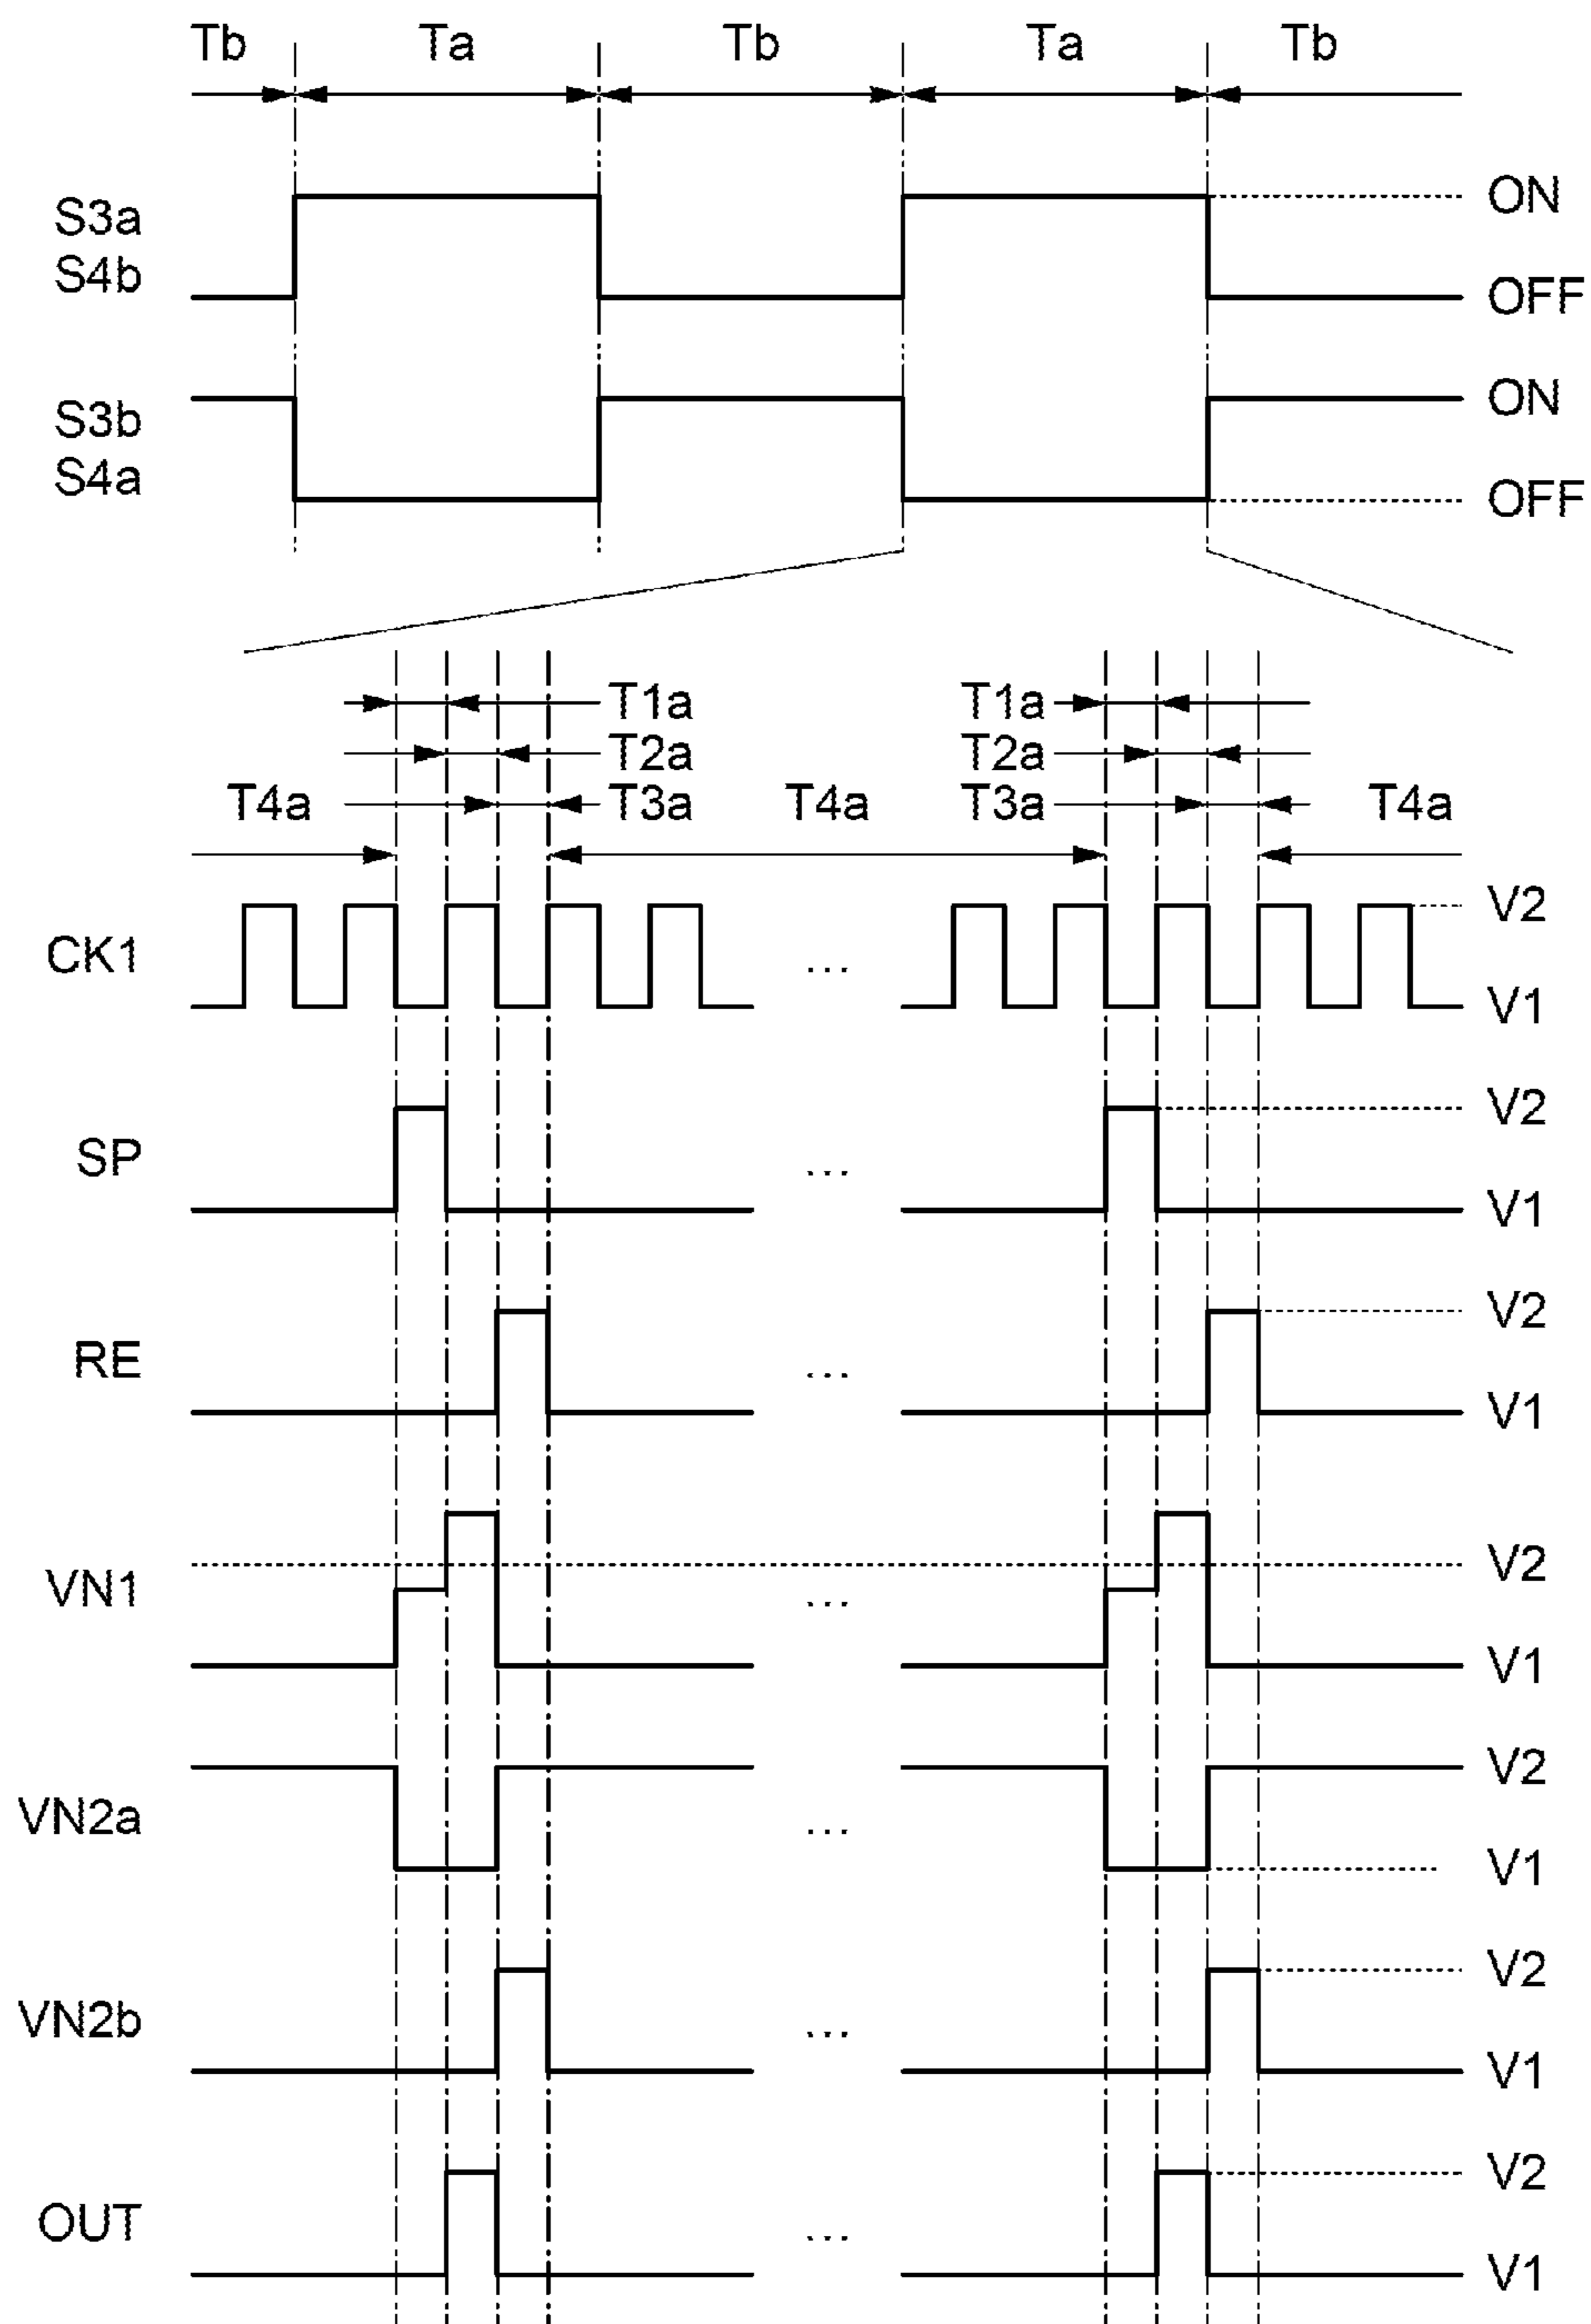 Tb Ta Tb Ta Tb
S3a
S4b
ON
OFF
S3b
S4a
ON
OFF
T1a T1a
T2a T2a
T4a T3a T4a T3a T4a
CK1 ... V2
V1
SP ... V2
V1
RE ... V2
V1
VN1 ... V2
V1
VN2a ... V2
V1
VN2b ... V2
V1
OUT ... V2
V1